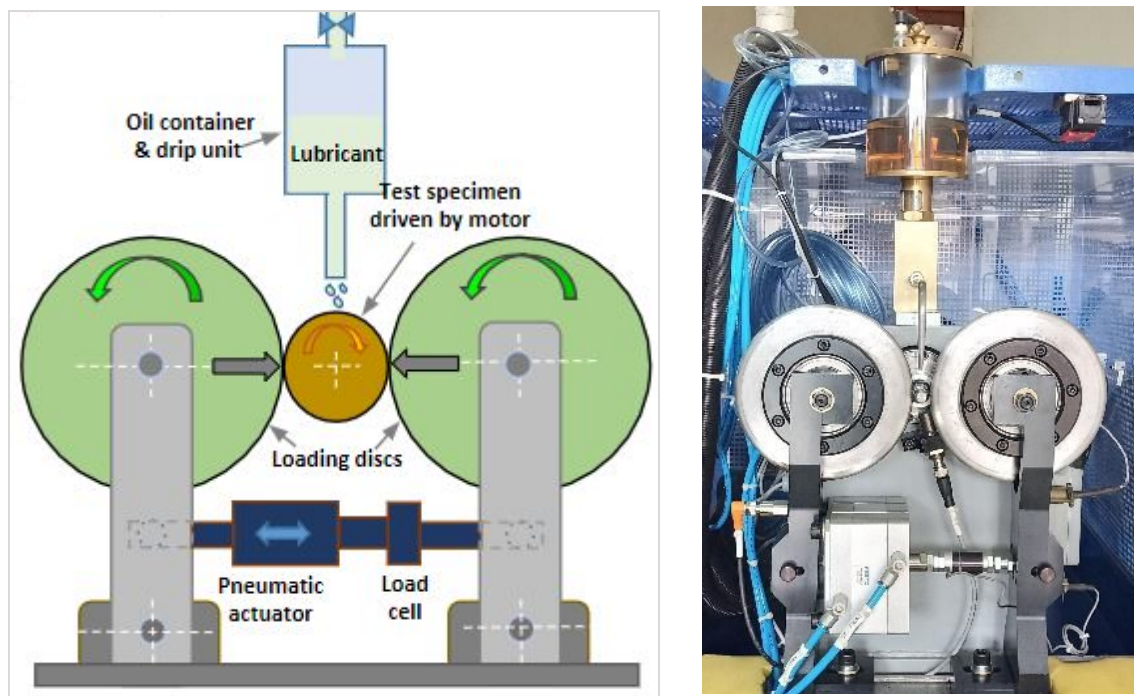 Oil container
& drip unit
Lubricant
Test specimen
driven by motor
Loading discs
Pneumatic
actuator
Load
cell